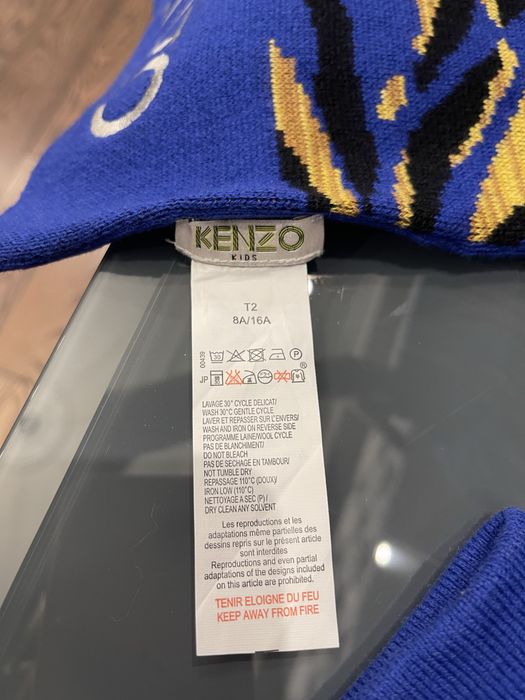 KENZO
KIDS
T2
8A/16A
00439
30
P
JP
LAVAGE 30° CYCLE DELICAT/
WASH 30°C GENTLE CYCLE
LAVER ET REPASSER SUR L'ENVERS/
WASH AND IRON ON REVERSE SIDE
PROGRAMME LAINE/WOOL CYCLE
PAS DE BLANCHIMENT/
DO NOT BLEACH
PAS DE SECHAGE EN TAMBOUR/
NOT TUMBLE DRY
REPASSAGE 110°C (DOUX)/
IRON LOW (110°C)
NETTOYAGE A SEC (P) /
DRY CLEAN ANY SOLVENT
Les reproductions et les
adaptations même partielles des
dessins repris sur le présent article
sont interdites
Reproductions and even partial
adaptations of the designs included
on this article are prohibited.
TENIR ELOIGNE DU FEU
KEEP AWAY FROM FIRE